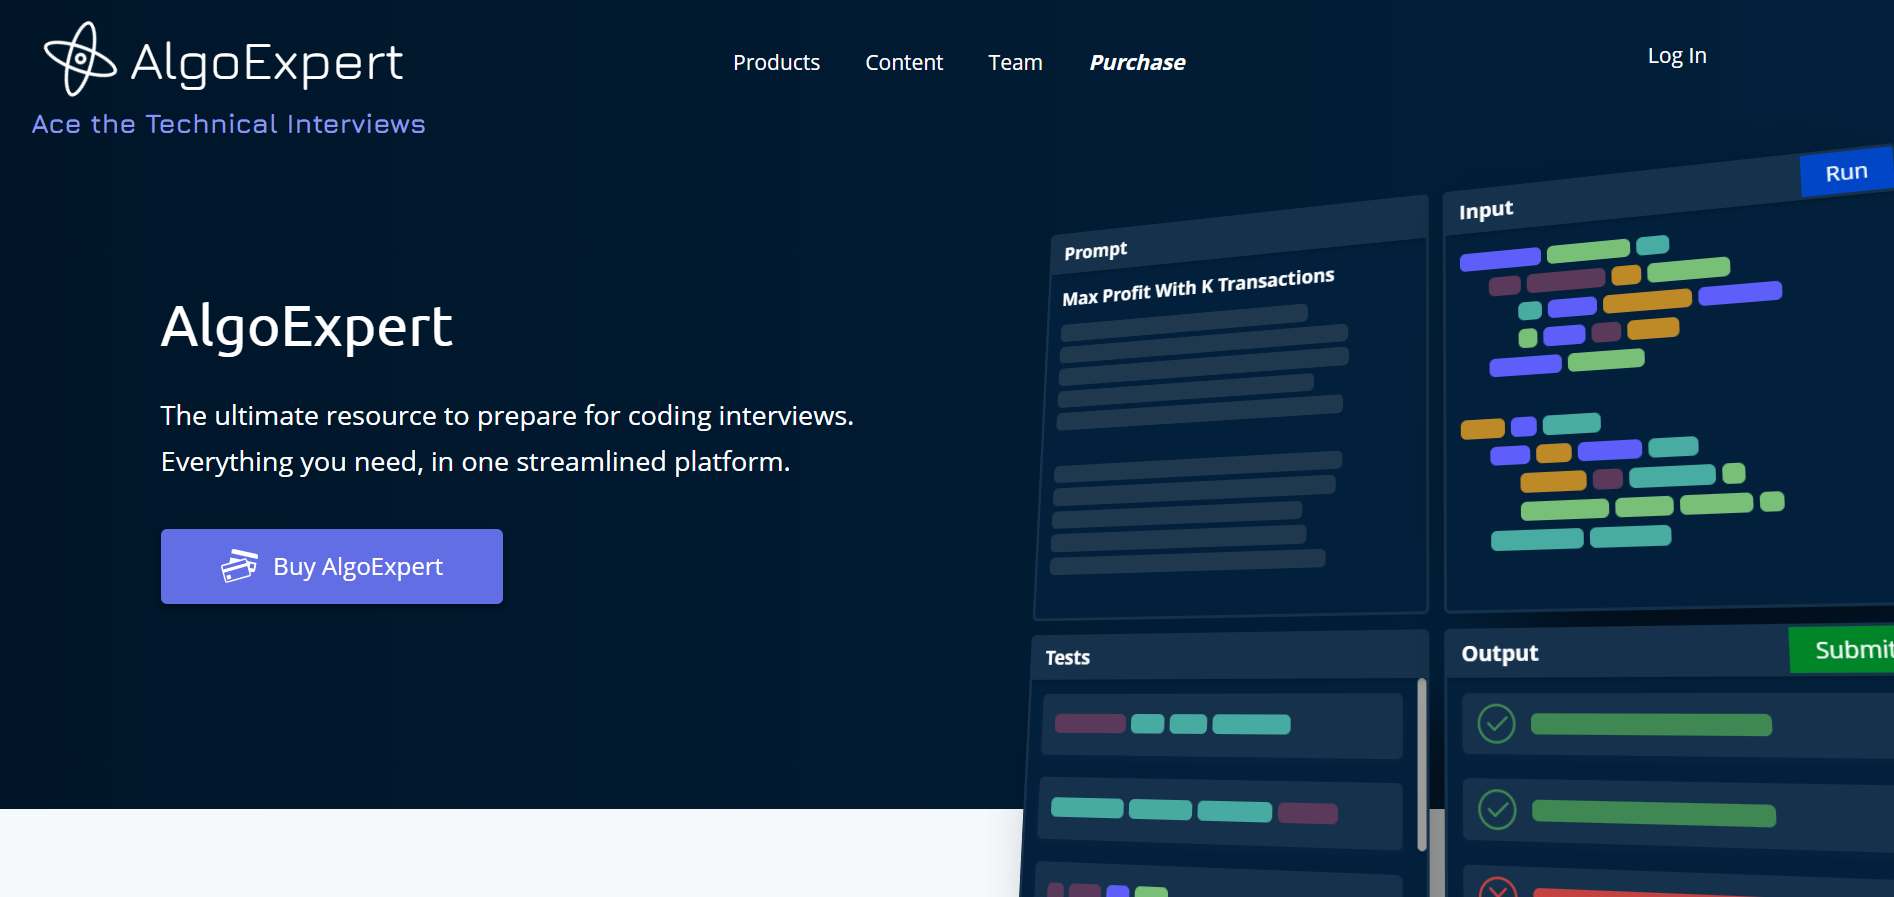 AlgoExpert
Ace the Technical Interviews
Products
Content
Team
Purchase
Log In
AlgoExpert
The ultimate resource to prepare for coding interviews.
Everything you need, in one streamlined platform.
Buy AlgoExpert
Prompt
Max Profit With K Transactions
Input
Run
Tests
Output
Submit